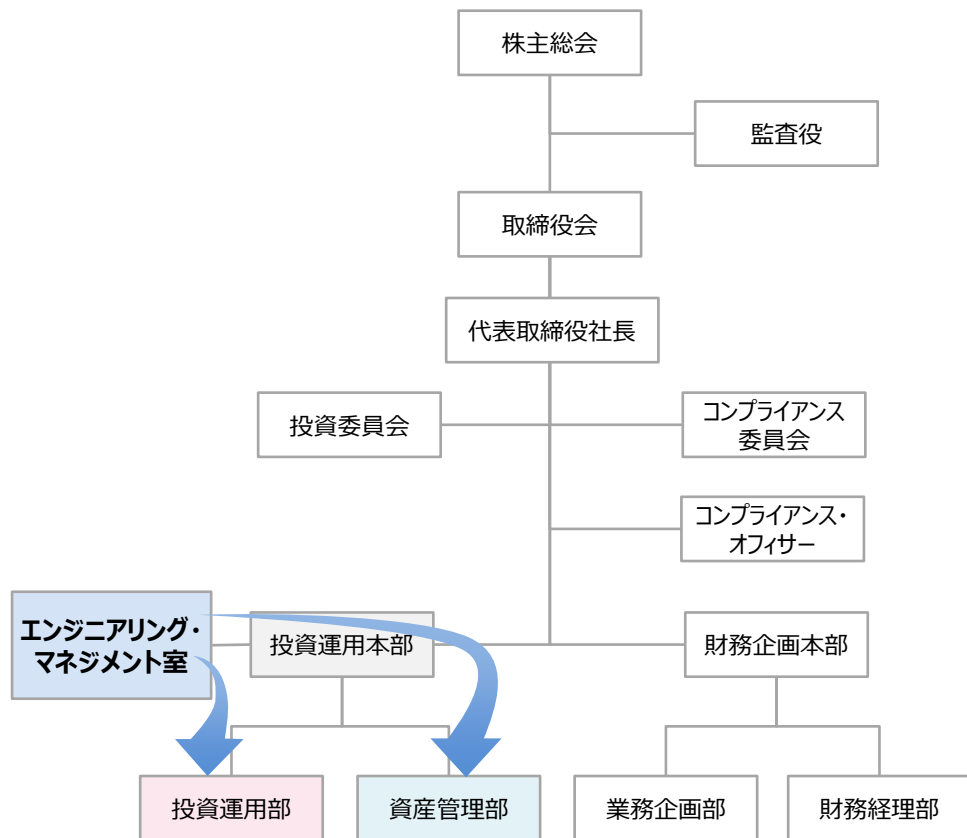 株主総会
監査役
取締役会
代表取締役社長
投資委員会
コンプライアンス
委員会
コンプライアンス・
オフィサー
エンジニアリング・
マネジメント室
投資運用本部
財務企画本部
投資運用部
資産管理部
業務企画部
財務経理部